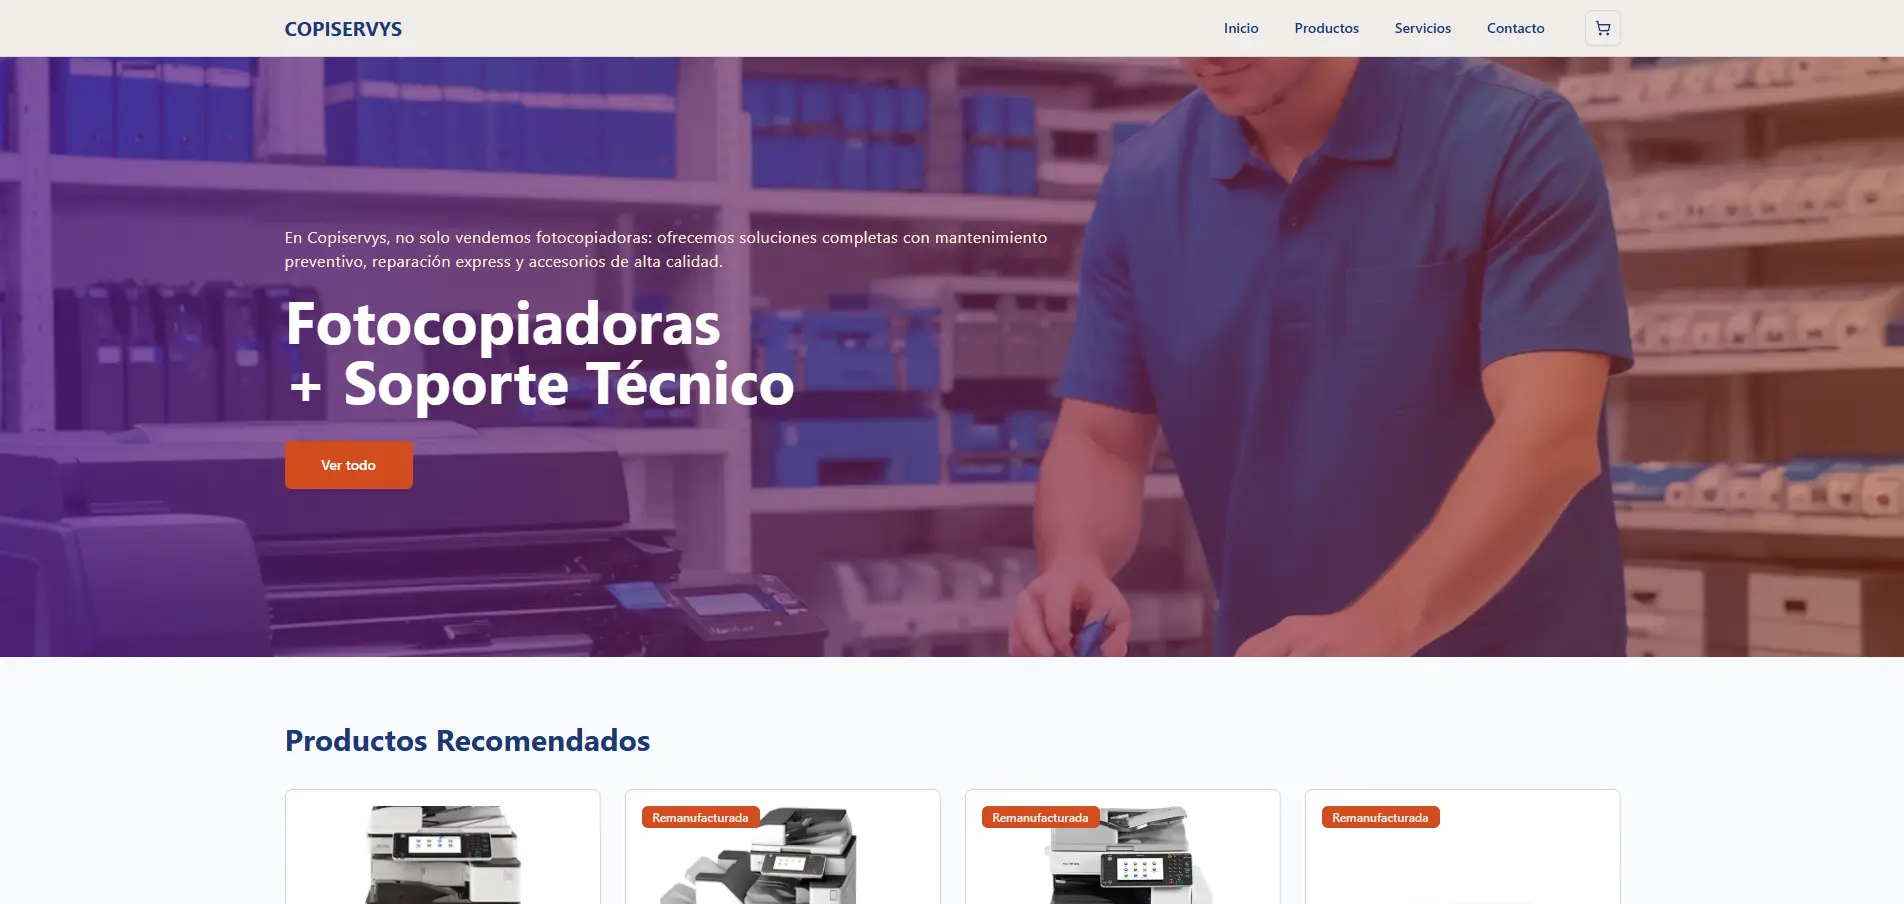 COPISERVYS
Inicio
Productos
Servicios
Contacto
En Copiservys, no solo vendemos fotocopiadoras: ofrecemos soluciones completas con mantenimiento
preventivo, reparación express y accesorios de alta calidad.
Fotocopiadoras
+ Soporte Técnico
Ver todo
Productos Recomendados
Remanufacturada
Remanufacturada
Remanufacturada